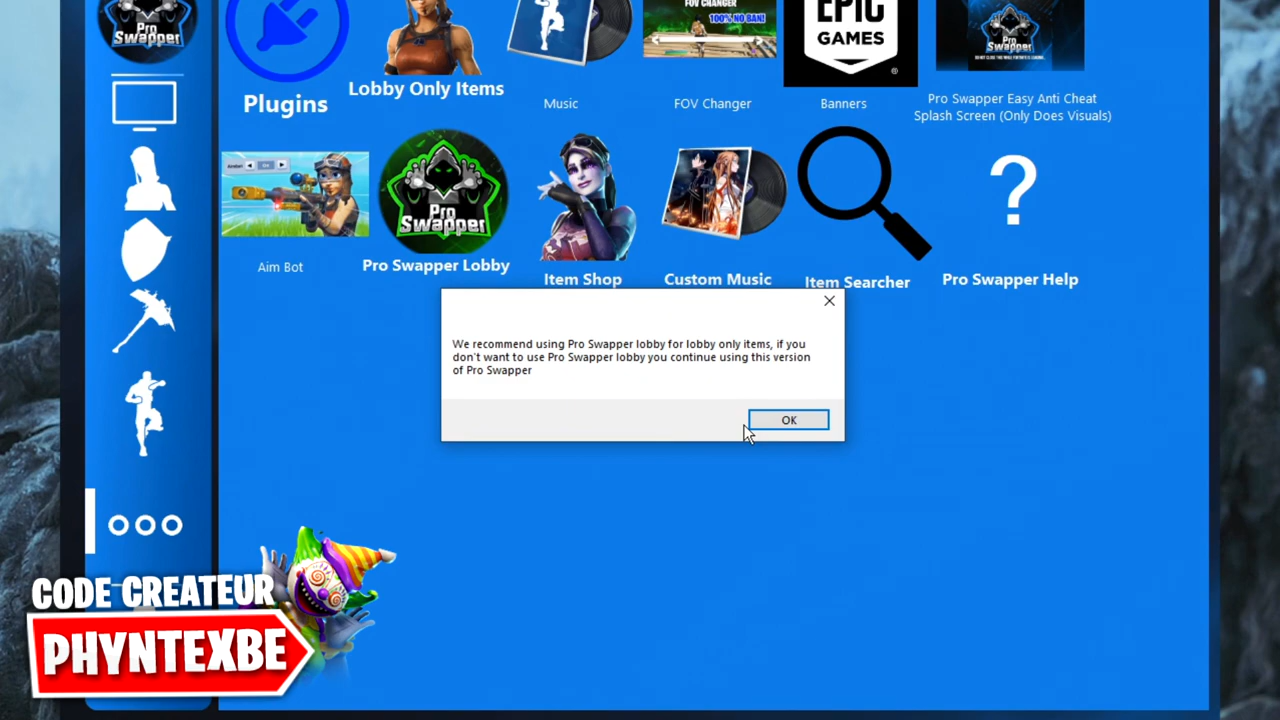 Pro
Swapper
Plugins
Lobby Only Items
Music
FOV CHANGER
100% NO BAN!
FOV Changer
EPIC
GAMES
®
Banners
Pro
Swapper
Pro Swapper Easy Anti Cheat
Splash Screen (Only Does Visuals)
Aim Bot
Pro
Swapper
Pro Swapper Lobby
Item Shop
Custom Music
Item Searcher
?
Pro Swapper Help
We recommend using Pro Swapper lobby for lobby only items, if you
don't want to use Pro Swapper lobby you continue using this version
of Pro Swapper
OK
CODE CREATEUR
PHYNTEXBE